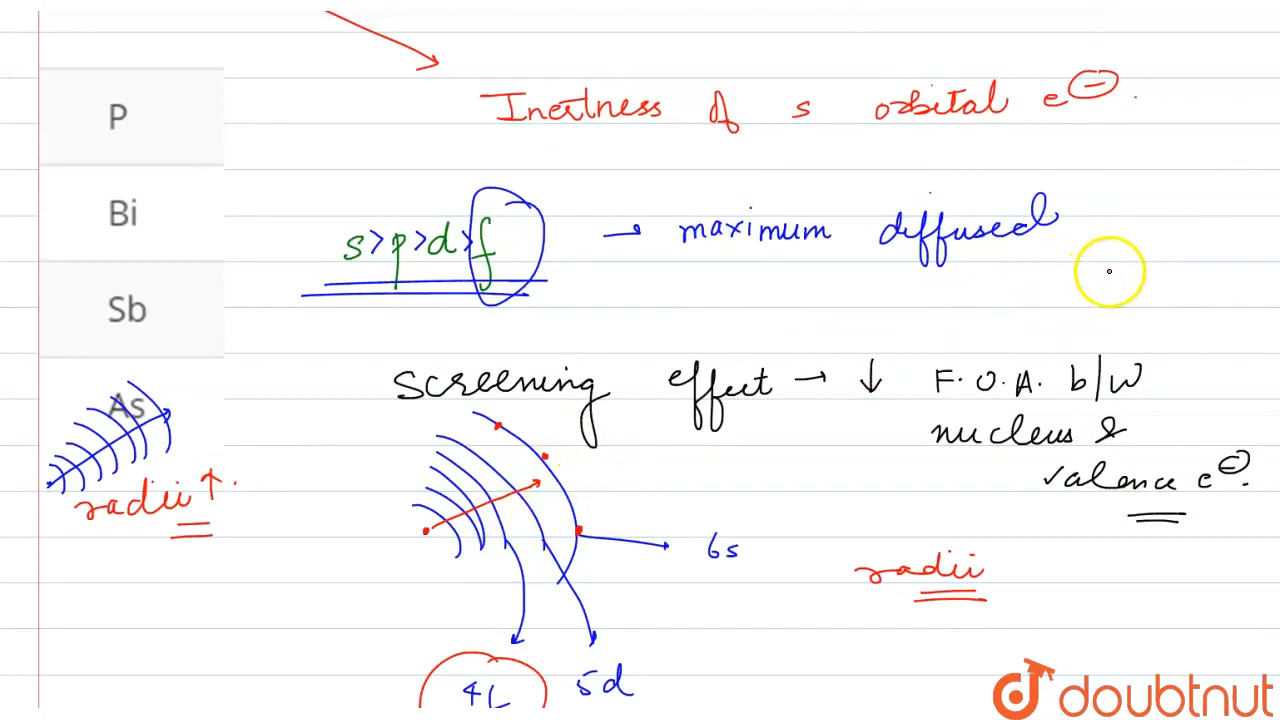 Inertness of s orbital e⊖.
P
Bi
s>p>d>f → maximum diffused
Sb
Screening effect → ↓ F.O.A. b/w
nucleus &
valence e⊖.
As
radii ↑.
6s
radii
4f 5d
doubtnut